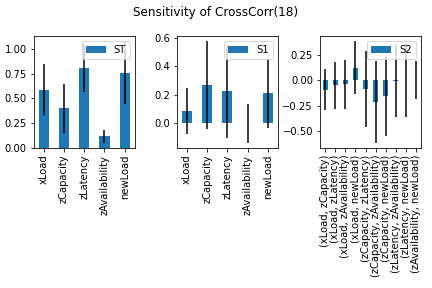 Sensitivity of CrossCorr(18)
ST
1.00
0.75
0.50
0.25
0.00
xLoad
zCapacity
zLatency
zAvailability
newLoad
S1
0.6
0.4
0.2
0.0
xLoad
zCapacity
zLatency
zAvailability
newLoad
S2
0.25
0.00
−0.25
−0.50
(xLoad, zCapacity)
(xLoad, zLatency)
(xLoad, zAvailability)
(xLoad, newLoad)
(zCapacity, zLatency)
(zCapacity, zAvailability)
(zCapacity, newLoad)
(zLatency, zAvailability)
(zLatency, newLoad)
(zAvailability, newLoad)